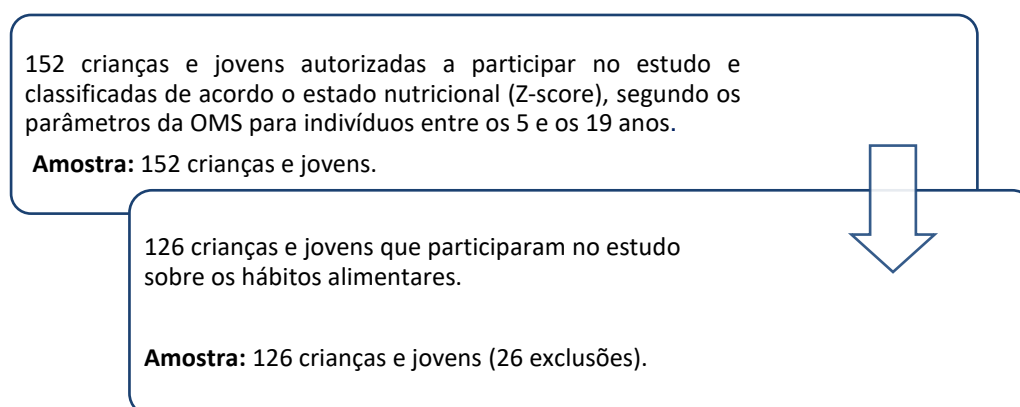 152 crianças e jovens autorizadas a participar no estudo e
classificadas de acordo o estado nutricional (Z-score), segundo os
parâmetros da OMS para indivíduos entre os 5 e os 19 anos.
Amostra: 152 crianças e jovens.
126 crianças e jovens que participaram no estudo
sobre os hábitos alimentares.
Amostra: 126 crianças e jovens (26 exclusões).